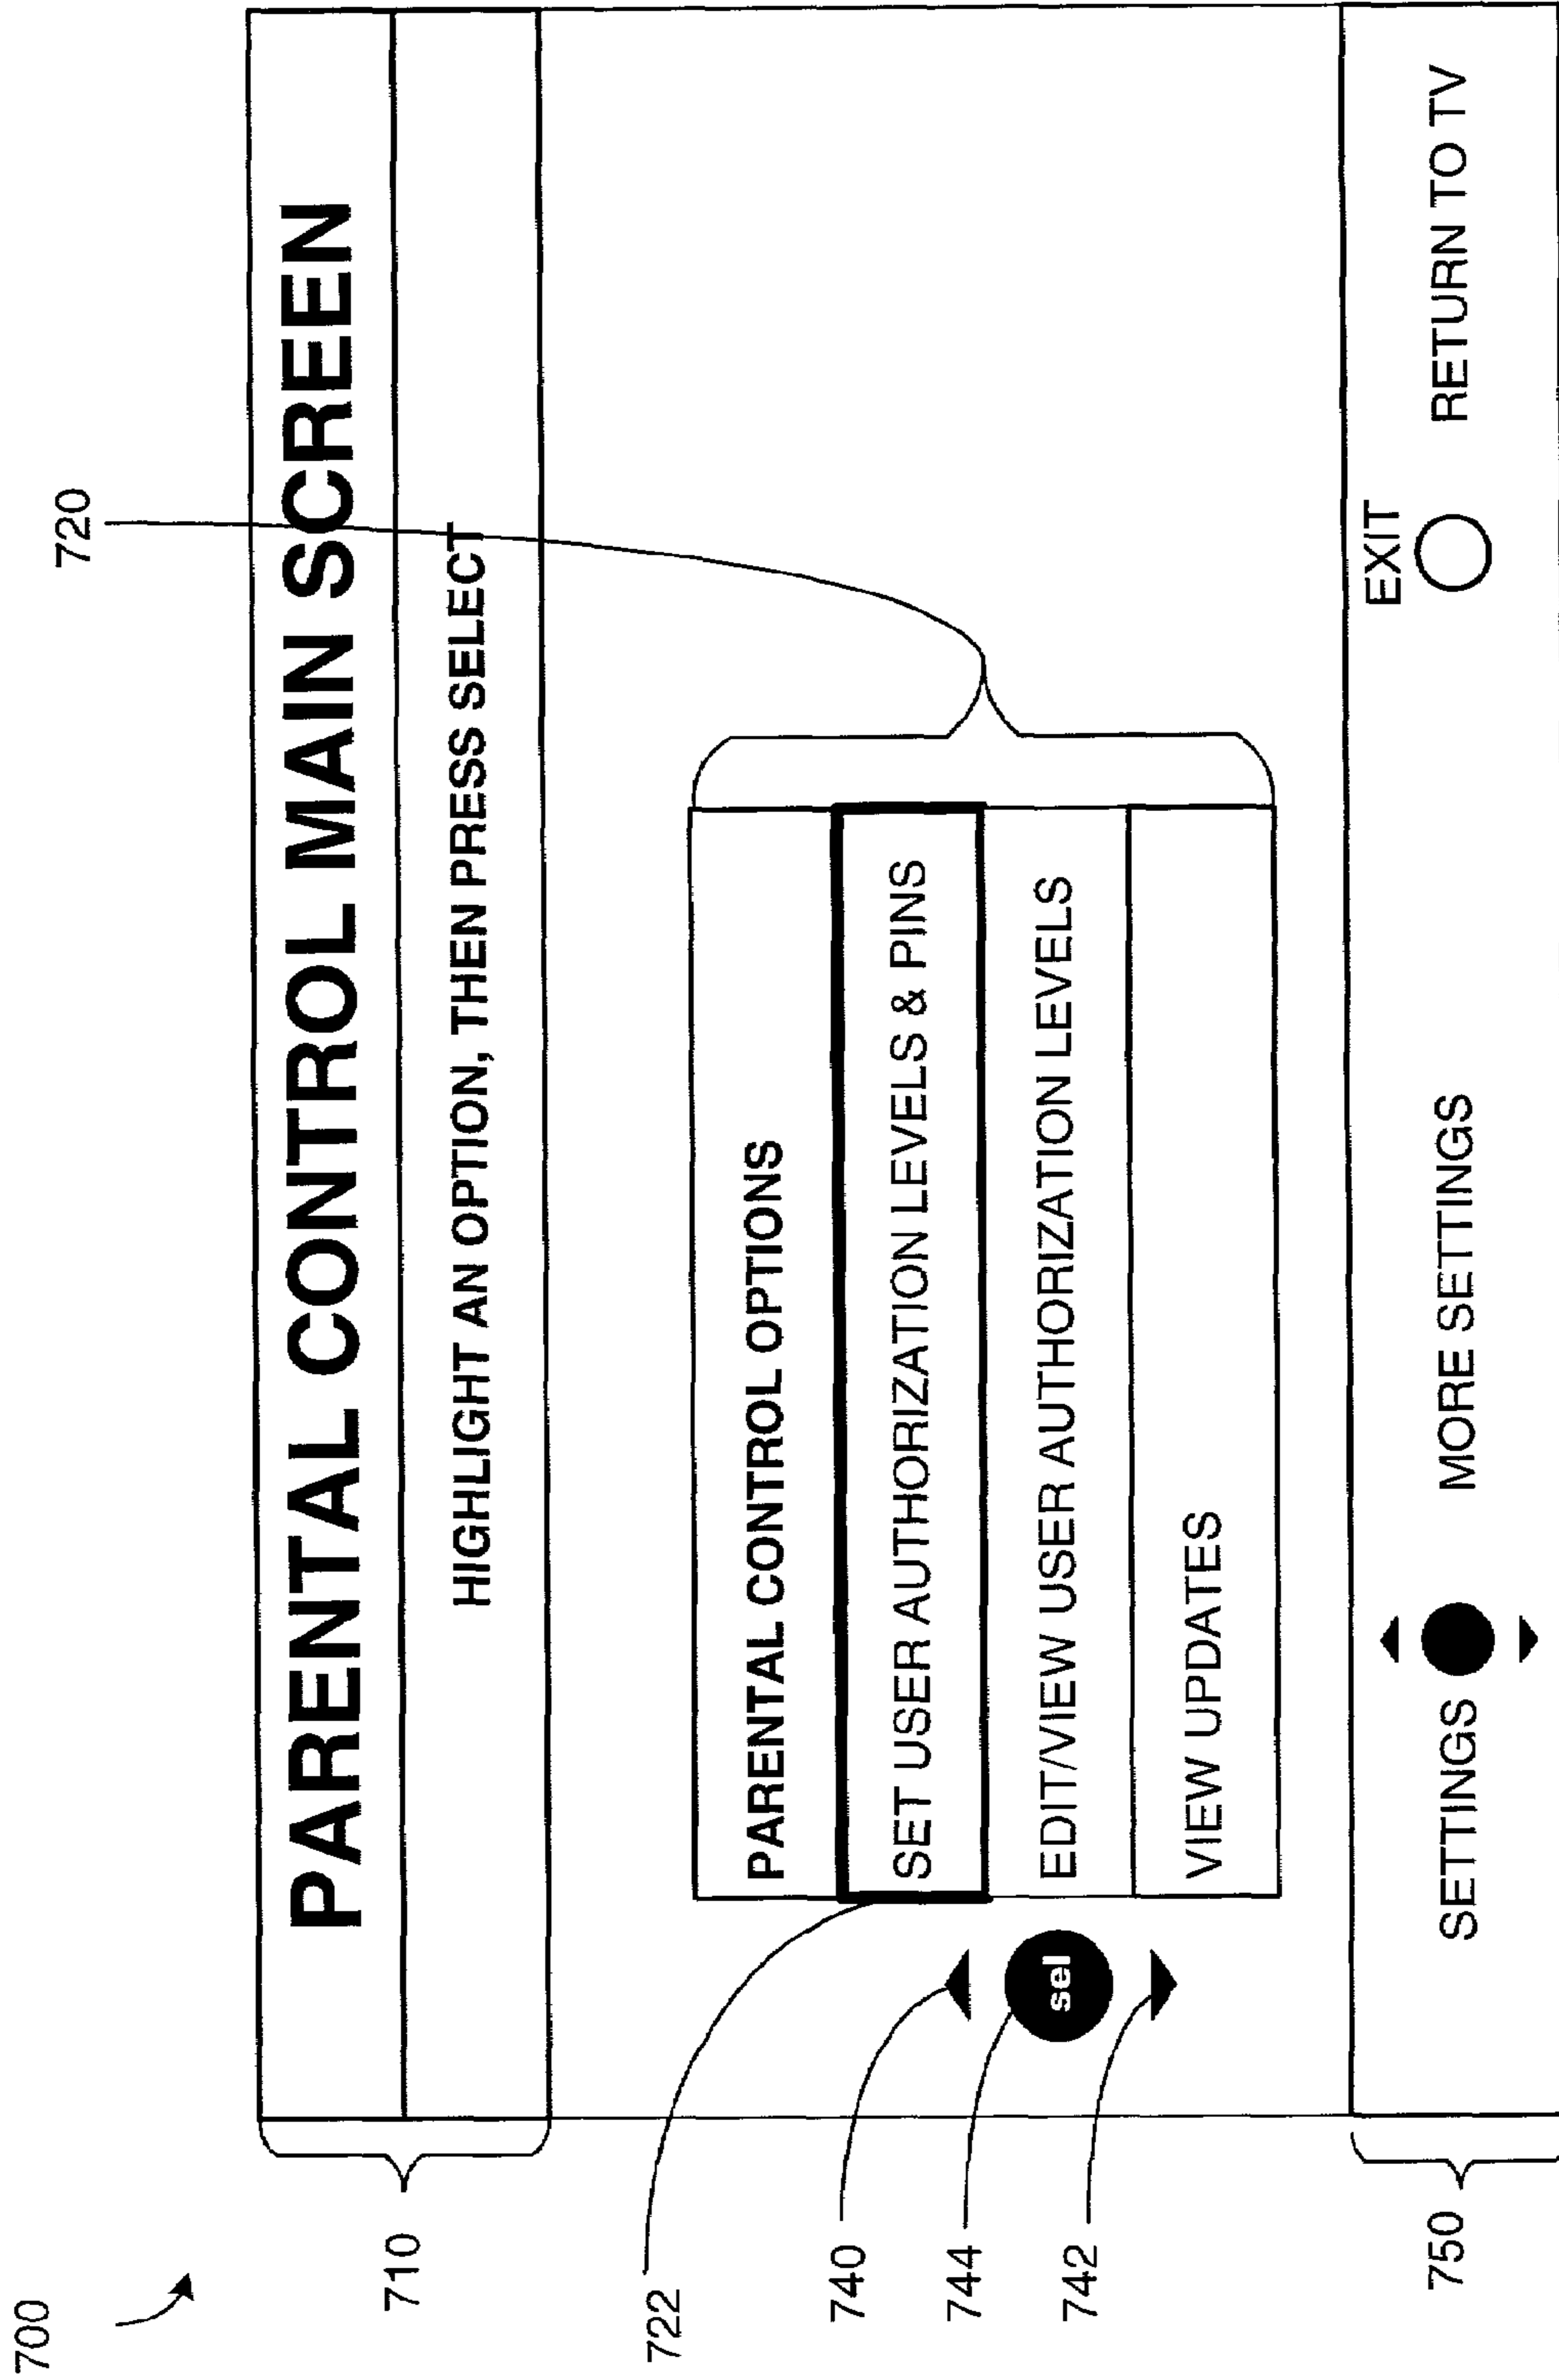 700
720
710
PARENTAL CONTROL MAIN SCREEN
HIGHLIGHT AN OPTION, THEN PRESS SELECT
722
PARENTAL CONTROL OPTIONS
740
SET USER AUTHORIZATION LEVELS & PINS
744
sel
EDIT/VIEW USER AUTHORIZATION LEVELS
742
VIEW UPDATES
750
SETTINGS
MORE SETTINGS
EXIT
RETURN TO TV